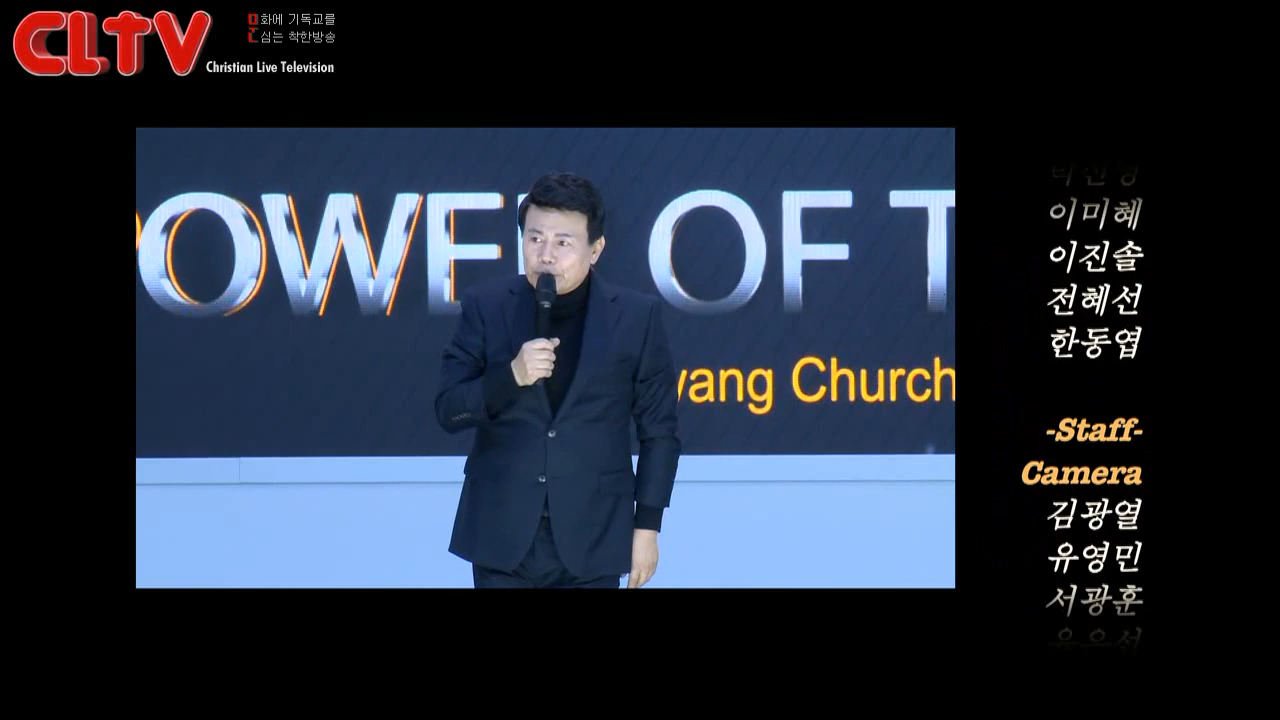 CLTV
문화에 기독교를
심는 착한방송
Christian Live Television
POWER OF T
yang Church
이미혜
이진솔
전혜선
한동엽
-Staff-
Camera
김광열
유영민
서광훈